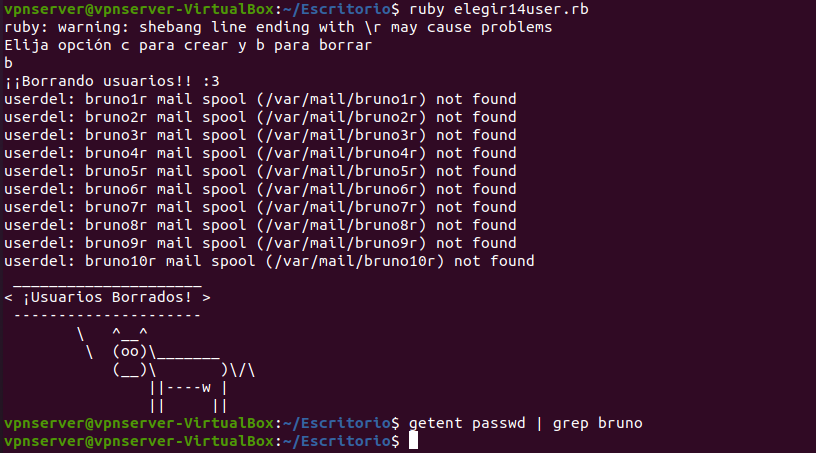 vpnserver@vpnserver-VirtualBox:~/Escritorio$ ruby elegir14user.rb
ruby: warning: shebang line ending with \r may cause problems
Elija opción c para crear y b para borrar
b
¡¡Borrando usuarios!! :3
userdel: bruno1r mail spool (/var/mail/bruno1r) not found
userdel: bruno2r mail spool (/var/mail/bruno2r) not found
userdel: bruno3r mail spool (/var/mail/bruno3r) not found
userdel: bruno4r mail spool (/var/mail/bruno4r) not found
userdel: bruno5r mail spool (/var/mail/bruno5r) not found
userdel: bruno6r mail spool (/var/mail/bruno6r) not found
userdel: bruno7r mail spool (/var/mail/bruno7r) not found
userdel: bruno8r mail spool (/var/mail/bruno8r) not found
userdel: bruno9r mail spool (/var/mail/bruno9r) not found
userdel: bruno10r mail spool (/var/mail/bruno10r) not found
 _____________________
< ¡Usuarios Borrados! >
 ---------------------
        \   ^__^
         \  (oo)\_______
            (__)\       )\/\
                ||----w |
                ||     ||
vpnserver@vpnserver-VirtualBox:~/Escritorio$ getent passwd | grep bruno
vpnserver@vpnserver-VirtualBox:~/Escritorio$